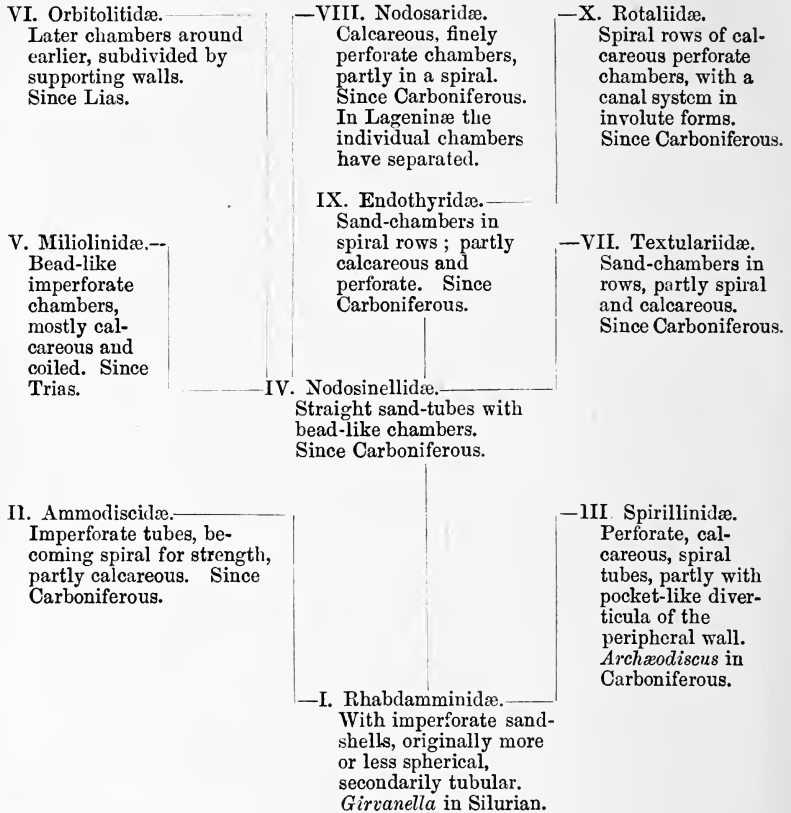 VI. Orbitolitidæ.
Later chambers around
earlier, subdivided by
supporting walls.
Since Lias.
VIII. Nodosaridæ.
Calcareous, finely
perforate chambers,
partly in a spiral.
Since Carboniferous.
In Lageninæ the
individual chambers
have separated.
X. Rotaliidæ.
Spiral rows of cal-
careous perforate
chambers, with a
canal system in
involute forms.
Since Carboniferous.
IX. Endothyridæ.
Sand-chambers in
spiral rows ; partly
calcareous and
perforate. Since
Carboniferous.
V. Miliolinidæ.
Bead-like
imperforate
chambers,
mostly cal-
careous and
coiled. Since
Trias.
VII. Textulariidæ.
Sand-chambers in
rows, partly spiral
and calcareous.
Since Carboniferous.
IV. Nodosinellidæ.
Straight sand-tubes with
bead-like chambers.
Since Carboniferous.
II. Ammodiscidæ.
Imperforate tubes, be-
coming spiral for strength,
partly calcareous. Since
Carboniferous.
III. Spirillinidæ.
Perforate, cal-
careous, spiral
tubes, partly with
pocket-like diver-
ticula of the
peripheral wall.
Archæodiscus in
Carboniferous.
I. Rhabdamminidæ.
With imperforate sand-
shells, originally more
or less spherical,
secondarily tubular.
Girvanella in Silurian.